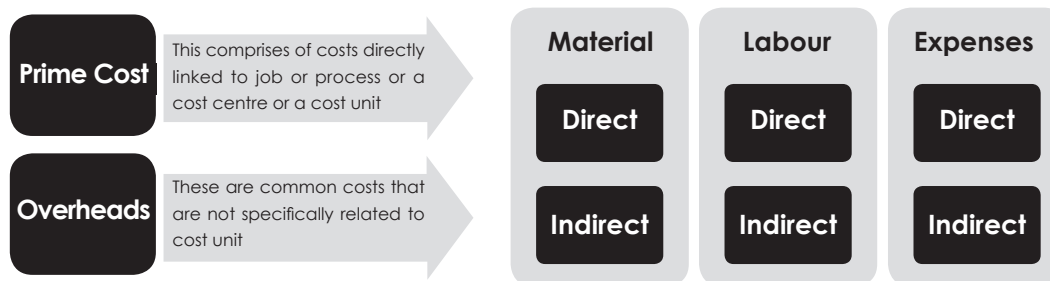 Prime Cost
This comprises of costs directly
linked to job or process or a
cost centre or a cost unit
Overheads
These are common costs that
are not specifically related to
cost unit
Material
Labour
Expenses
Direct
Direct
Direct
Indirect
Indirect
Indirect